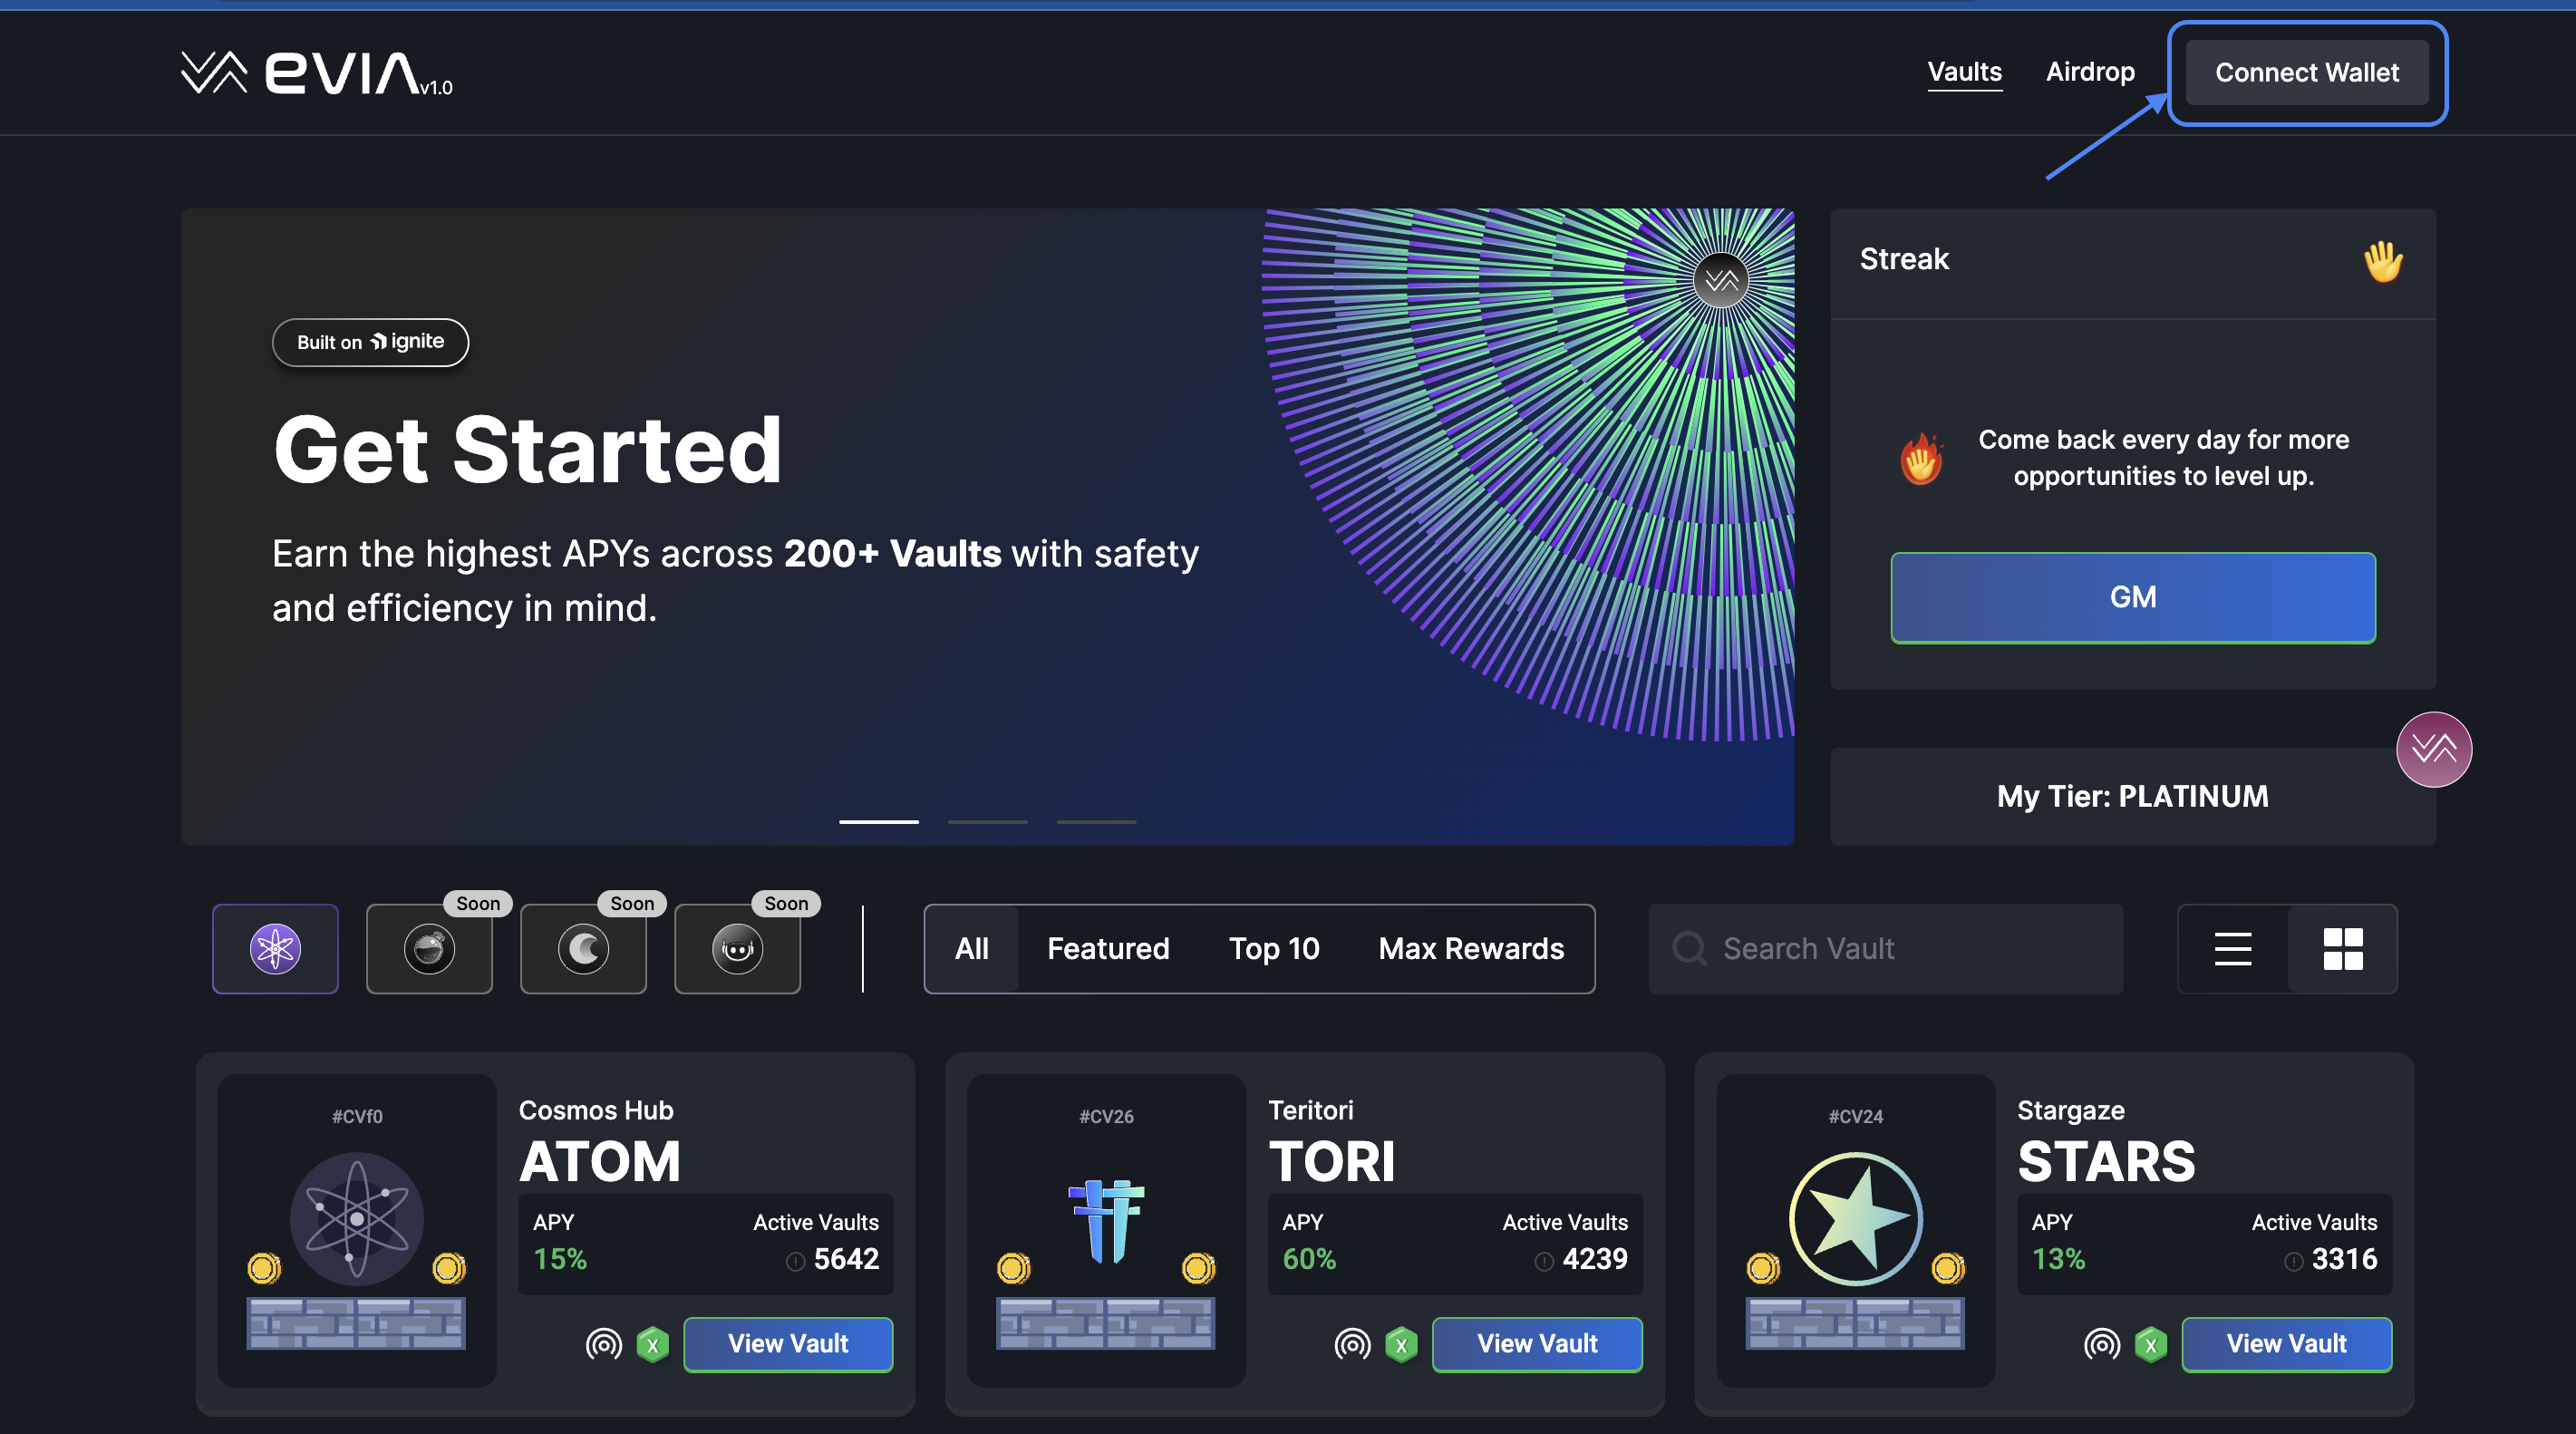 evia v1.0
Vaults
Airdrop
Connect Wallet
Built on ignite
Get Started
Earn the highest APYs across 200+ Vaults with safety
and efficiency in mind.
Streak
Come back every day for more
opportunities to level up.
GM
My Tier: PLATINUM
Soon
Soon
Soon
All
Featured
Top 10
Max Rewards
Search Vault
#CVf0
Cosmos Hub
ATOM
APY
Active Vaults
15%
5642
X
View Vault
#CV26
Teritori
TORI
APY
Active Vaults
60%
4239
X
View Vault
#CV24
Stargaze
STARS
APY
Active Vaults
13%
3316
X
View Vault